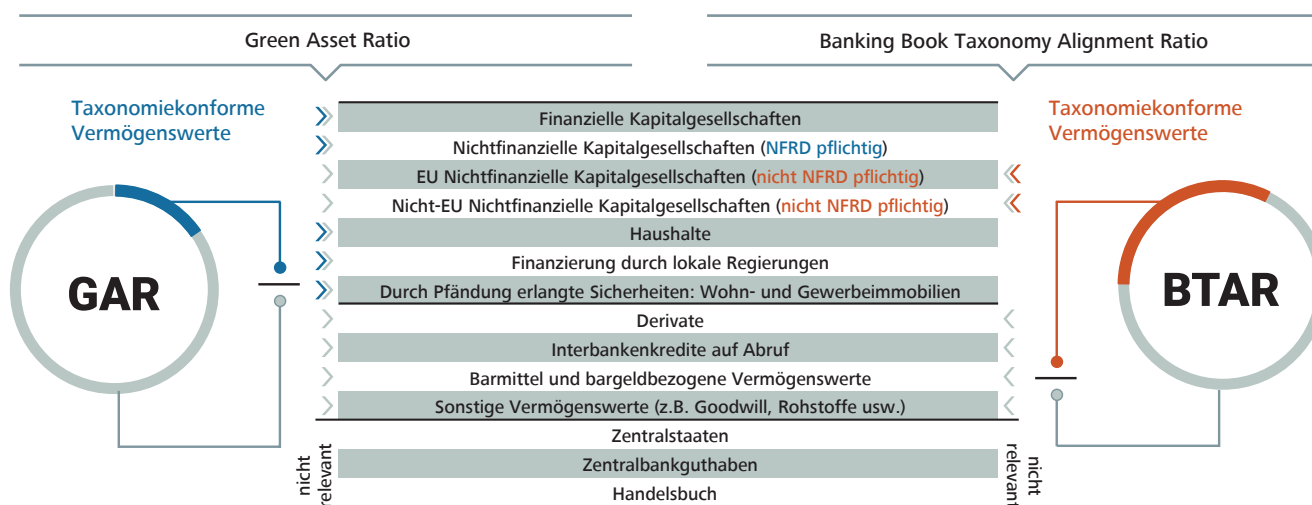 Green Asset Ratio
Banking Book Taxonomy Alignment Ratio
Taxonomiekonforme
Vermögenswerte
Taxonomiekonforme
Vermögenswerte
GAR
BTAR
Finanzielle Kapitalgesellschaften
Nichtfinanzielle Kapitalgesellschaften (NFRD pflichtig)
EU Nichtfinanzielle Kapitalgesellschaften (nicht NFRD pflichtig)
Nicht-EU Nichtfinanzielle Kapitalgesellschaften (nicht NFRD pflichtig)
Haushalte
Finanzierung durch lokale Regierungen
Durch Pfändung erlangte Sicherheiten: Wohn- und Gewerbeimmobilien
Derivate
Interbankenkredite auf Abruf
Barmittel und bargeldbezogene Vermögenswerte
Sonstige Vermögenswerte (z.B. Goodwill, Rohstoffe usw.)
Zentralstaaten
Zentralbankguthaben
Handelsbuch
nicht
relevant
nicht
relevant